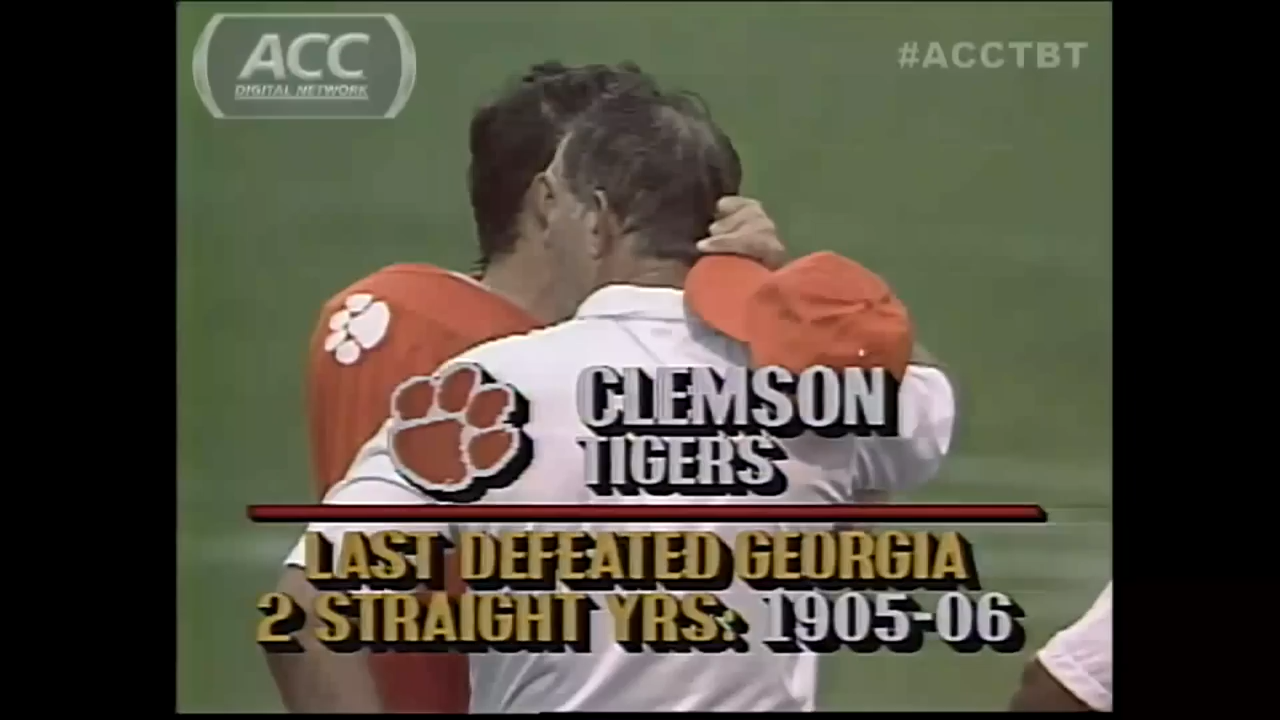 ACC
DIGITAL NETWORK
#ACCTBT
CLEMSON
TIGERS
LAST DEFEATED GEORGIA
2 STRAIGHT YRS: 1905-06